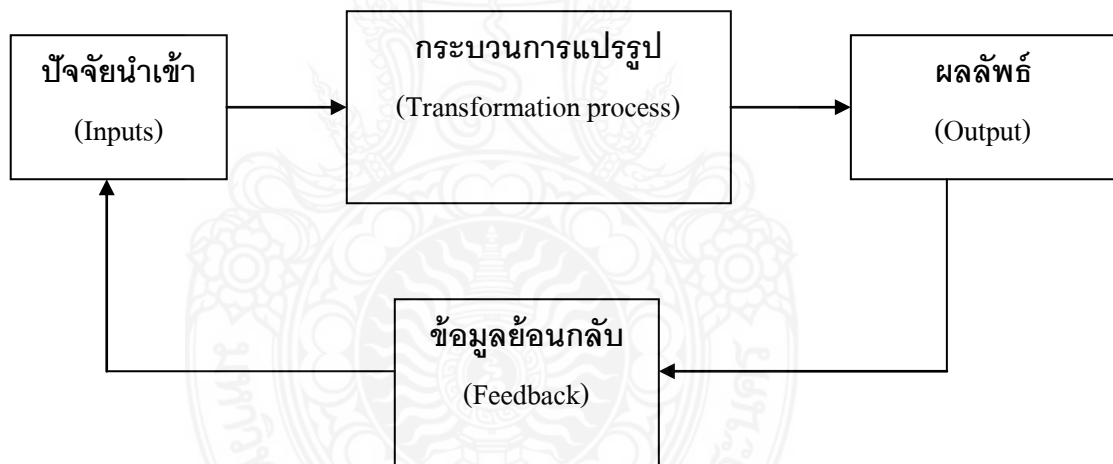 ปัจจัยนำเข้า
(Inputs)
กระบวนการแปรรูป
(Transformation process)
ผลลัพธ์
(Output)
ข้อมูลย้อนกลับ
(Feedback)